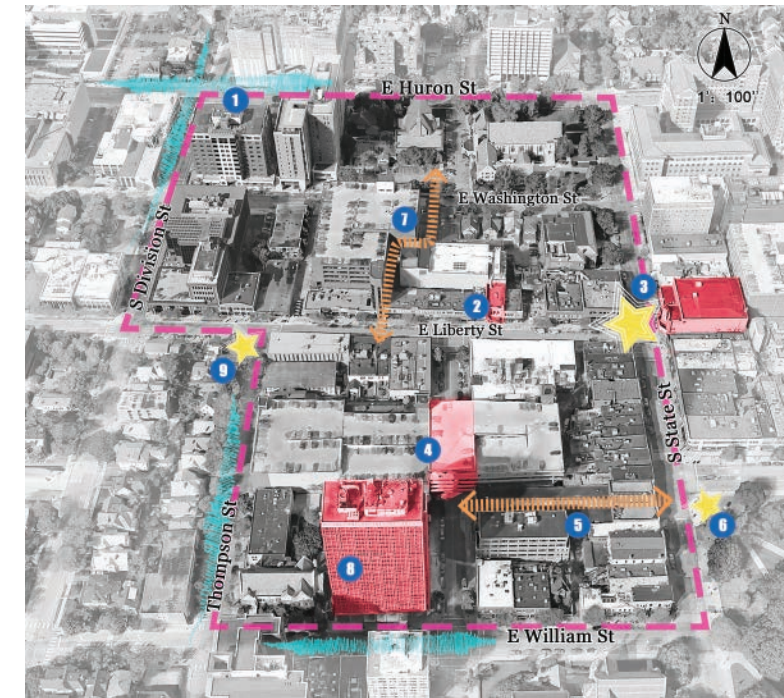 N
1': 100'
E Huron St
1
E Washington St
7
S Division St
2
3
E Liberty St
9
S State St
4
5
6
Thompson St
8
E William St